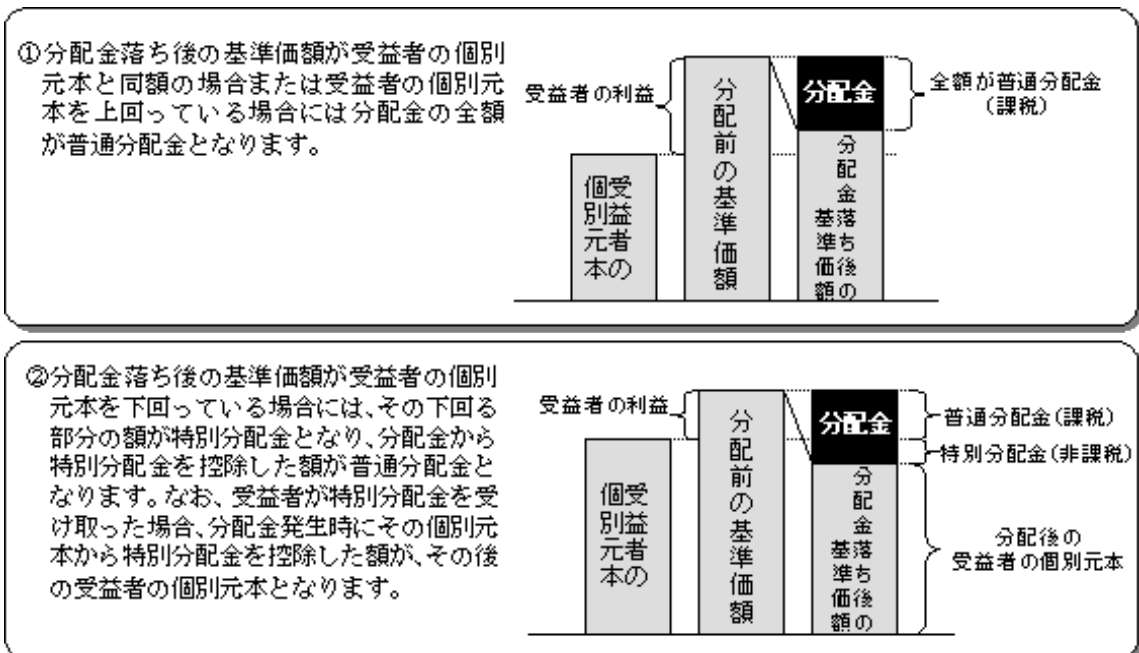 ①分配金落ち後の基準価額が受益者の個別
元本と同額の場合または受益者の個別元
本を上回っている場合には分配金の全額
が普通分配金となります。
受益者の利益
分配前の基準価額
分配金
全額が普通分配金
(課税)
受益者の
個別元本
分配金落ち後の
基準価額
②分配金落ち後の基準価額が受益者の個別
元本を下回っている場合には、その下回る
部分の額が特別分配金となり、分配金から
特別分配金を控除した額が普通分配金と
なります。なお、受益者が特別分配金を受
け取った場合、分配金発生時にその個別元
本から特別分配金を控除した額が、その後
の受益者の個別元本となります。
受益者の利益
分配前の基準価額
分配金
普通分配金(課税)
特別分配金(非課税)
受益者の
個別元本
分配金落ち後の
基準価額
分配後の
受益者の個別元本